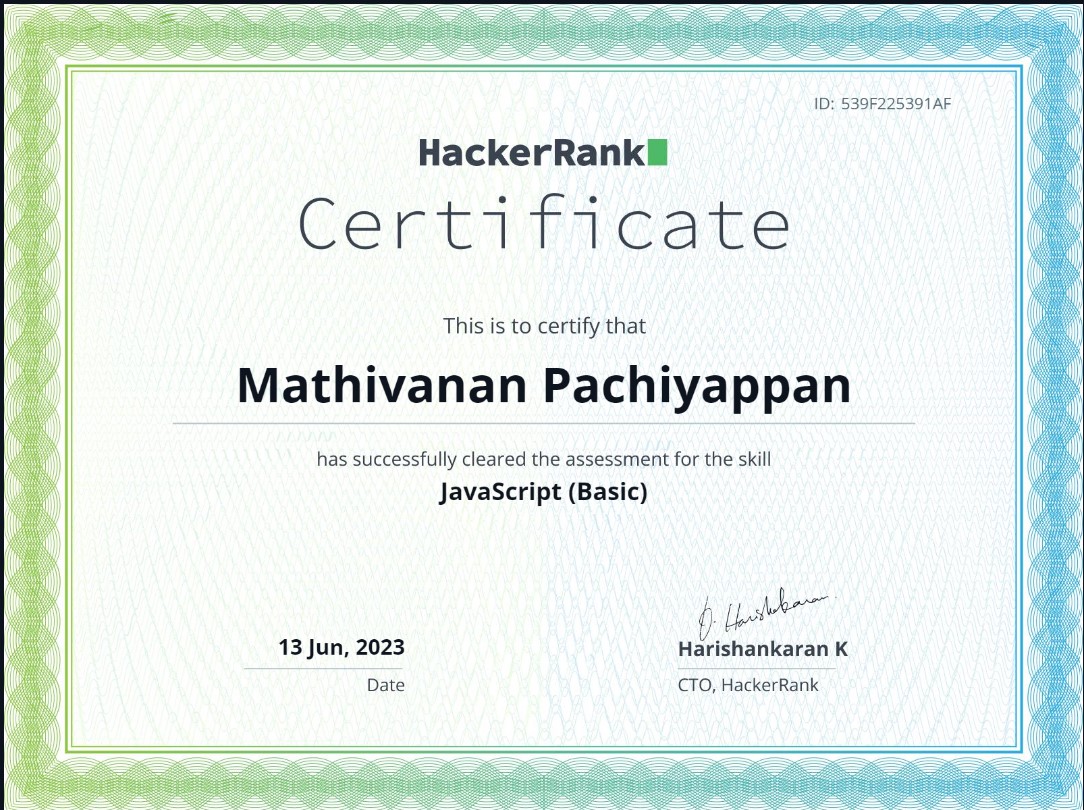 ID: 539F225391AF
HackerRank
Certificate
This is to certify that
Mathivanan Pachiyappan
has successfully cleared the assessment for the skill
JavaScript (Basic)
13 Jun, 2023
Date
Harishankaran K
CTO, HackerRank